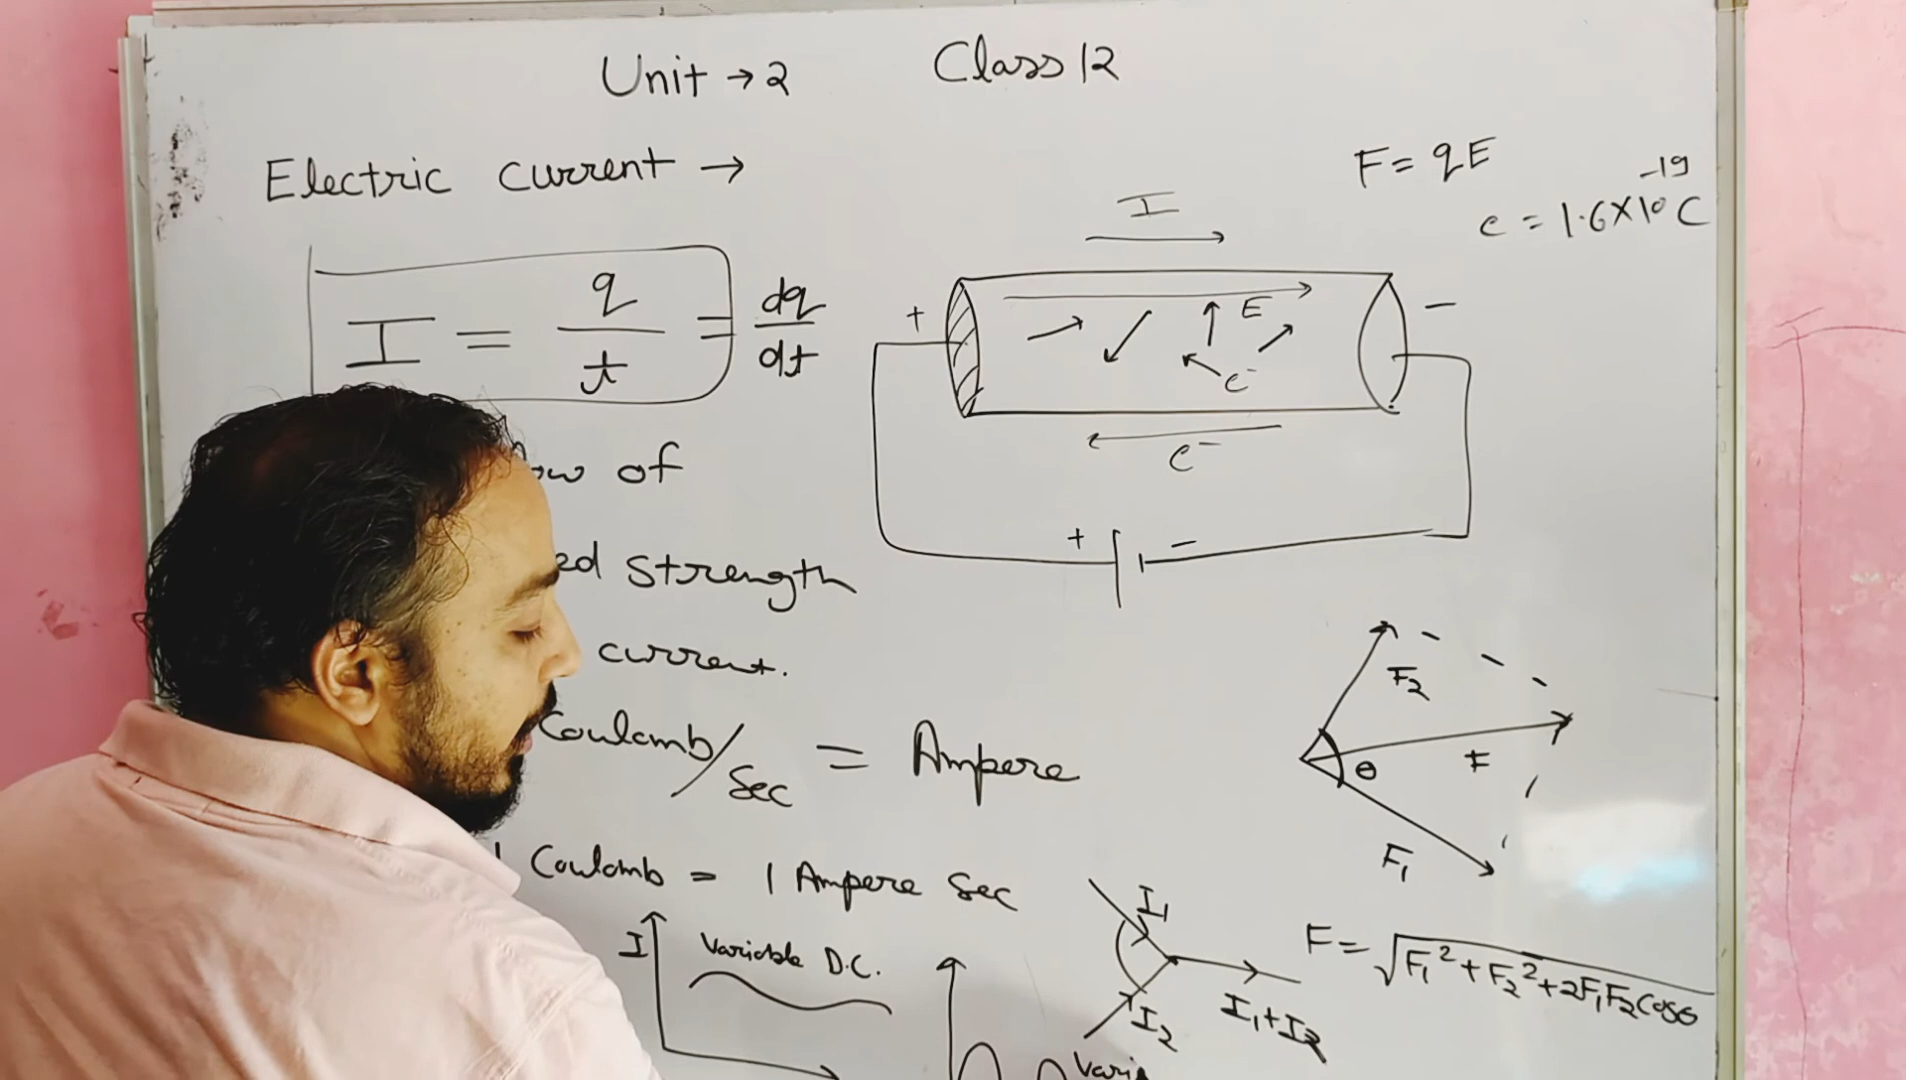 Unit → 2 Class 12
Electric current →
I = q/t = dq/dt
of
strength
current.
Coulomb/Sec = Ampere
1 Coulomb = 1 Ampere Sec
I
Variable D.C.
F = qE
e = 1.6×10⁻¹⁹ C
I
+ E -
e⁻
e⁻
+ -
F₂
θ F
F₁
I₁
I₂
I₁+I₂
F = √F₁²+F₂²+2F₁F₂cosθ